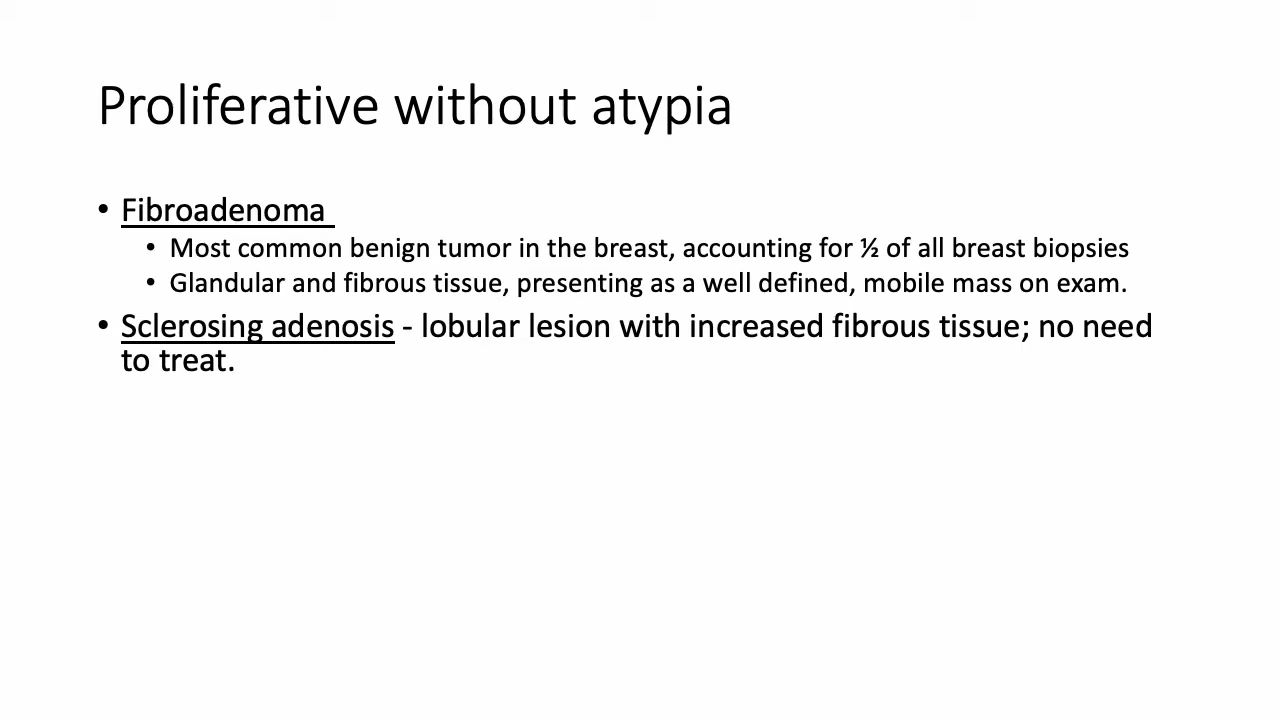 Proliferative without atypia
• Fibroadenoma
• Most common benign tumor in the breast, accounting for ½ of all breast biopsies
• Glandular and fibrous tissue, presenting as a well defined, mobile mass on exam.
• Sclerosing adenosis - lobular lesion with increased fibrous tissue; no need
to treat.